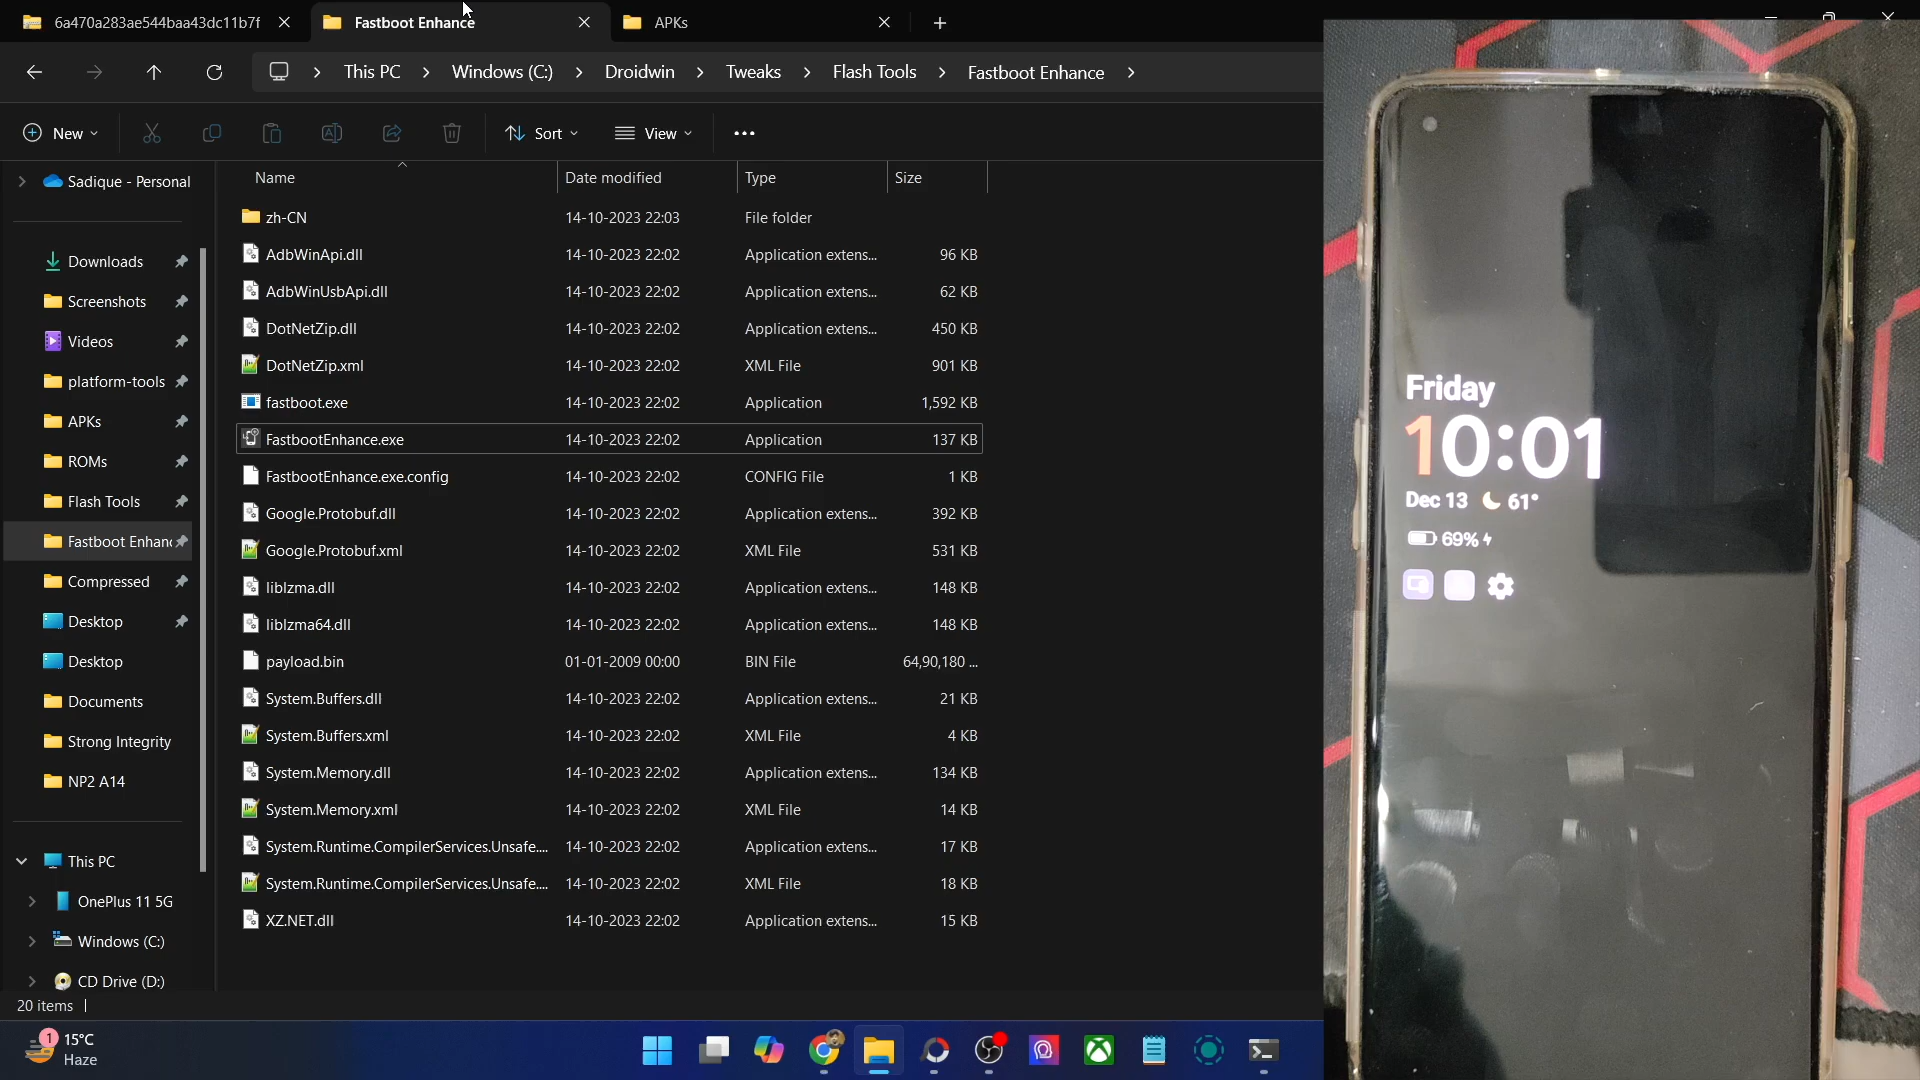 6a470a283ae544baa43dc11b7f
Fastboot Enhance
APKs
This PC
Windows (C:)
Droidwin
Tweaks
Flash Tools
Fastboot Enhance
New
Sort
View
Sadique - Personal
Downloads
Screenshots
Videos
platform-tools
APKs
ROMs
Flash Tools
Fastboot Enhanc
Compressed
Desktop
Desktop
Documents
Strong Integrity
NP2 A14
This PC
OnePlus 11 5G
Windows (C:)
CD Drive (D:)
Name Date modified Type Size
zh-CN 14-10-2023 22:03 File folder
AdbWinApi.dll 14-10-2023 22:02 Application extens... 96 KB
AdbWinUsbApi.dll 14-10-2023 22:02 Application extens... 62 KB
DotNetZip.dll 14-10-2023 22:02 Application extens... 450 KB
DotNetZip.xml 14-10-2023 22:02 XML File 901 KB
fastboot.exe 14-10-2023 22:02 Application 1,592 KB
FastbootEnhance.exe 14-10-2023 22:02 Application 137 KB
FastbootEnhance.exe.config 14-10-2023 22:02 CONFIG File 1 KB
Google.Protobuf.dll 14-10-2023 22:02 Application extens... 392 KB
Google.Protobuf.xml 14-10-2023 22:02 XML File 531 KB
liblzma.dll 14-10-2023 22:02 Application extens... 148 KB
liblzma64.dll 14-10-2023 22:02 Application extens... 148 KB
payload.bin 01-01-2009 00:00 BIN File 64,90,180 ...
System.Buffers.dll 14-10-2023 22:02 Application extens... 21 KB
System.Buffers.xml 14-10-2023 22:02 XML File 4 KB
System.Memory.dll 14-10-2023 22:02 Application extens... 134 KB
System.Memory.xml 14-10-2023 22:02 XML File 14 KB
System.Runtime.CompilerServices.Unsafe.... 14-10-2023 22:02 Application extens... 17 KB
System.Runtime.CompilerServices.Unsafe.... 14-10-2023 22:02 XML File 18 KB
XZ.NET.dll 14-10-2023 22:02 Application extens... 15 KB
20 items
1
15°C
Haze
Friday
10:01
Dec 13 61°
69%